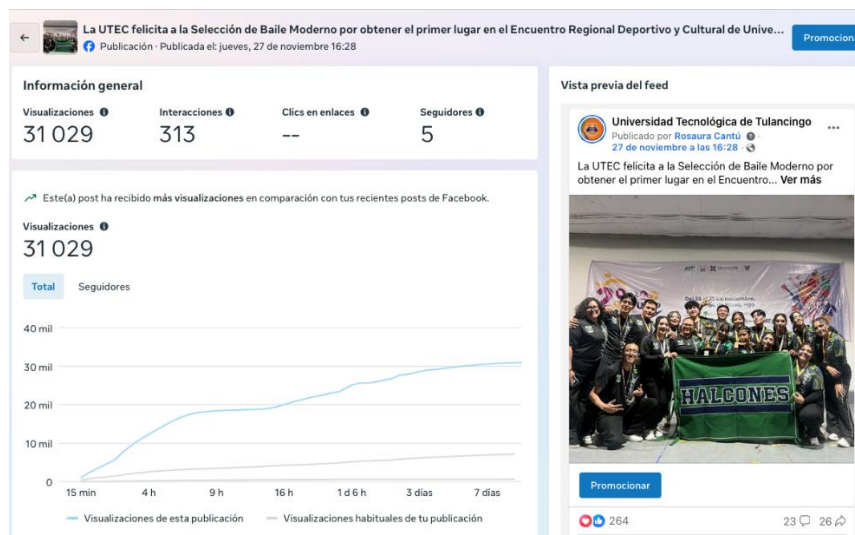 La UTEC felicita a la Selección de Baile Moderno por obtener el primer lugar en el Encuentro Regional Deportivo y Cultural de Unive...
Publicación · Publicada el: jueves, 27 de noviembre 16:28
Promocionar
Información general
Visualizaciones
31 029
Interacciones
313
Clics en enlaces
--
Seguidores
5
Este(a) post ha recibido más visualizaciones en comparación con tus recientes posts de Facebook.
Visualizaciones
31 029
Total
Seguidores
40 mil
30 mil
20 mil
10 mil
0
15 min
4 h
9 h
16 h
1 d 6 h
3 días
7 días
Visualizaciones de esta publicación
Visualizaciones habituales de tu publicación
Vista previa del feed
Universidad Tecnológica de Tulancingo
Publicado por Rosaura Cantú
27 de noviembre a las 16:28
La UTEC felicita a la Selección de Baile Moderno por
obtener el primer lugar en el Encuentro... Ver más
HALCONES
Promocionar
264
23
26